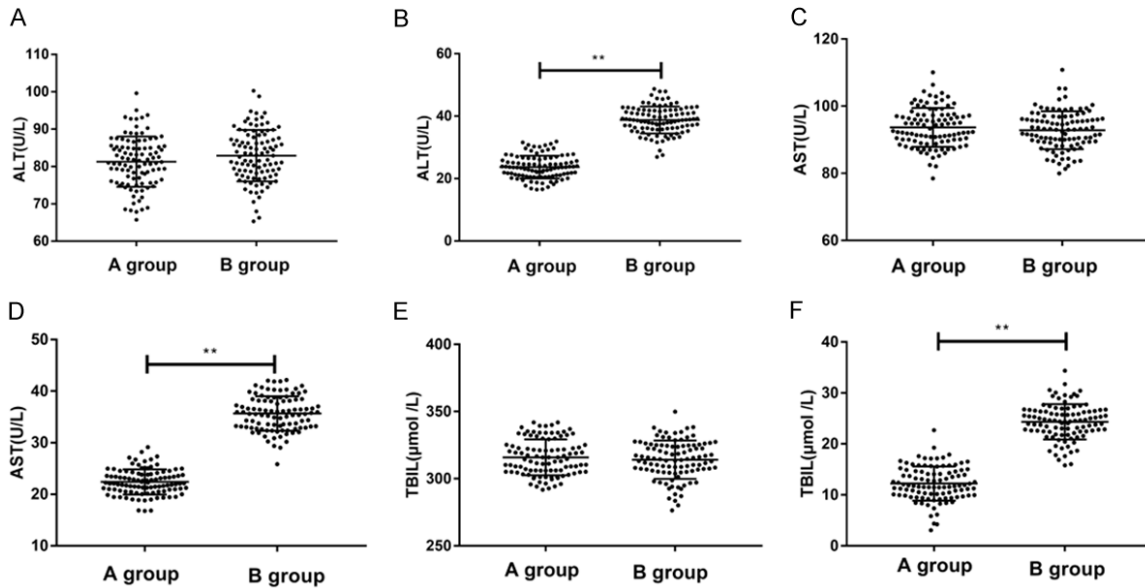 A
ALT(U/L)
110
100
90
80
70
60
A group
B group
B
ALT(U/L)
60
40
20
0
**
A group
B group
C
AST(U/L)
120
100
80
60
A group
B group
D
AST(U/L)
50
40
30
20
10
**
A group
B group
E
TBIL(μmol /L)
400
350
300
250
A group
B group
F
TBIL(μmol /L)
40
30
20
10
0
**
A group
B group